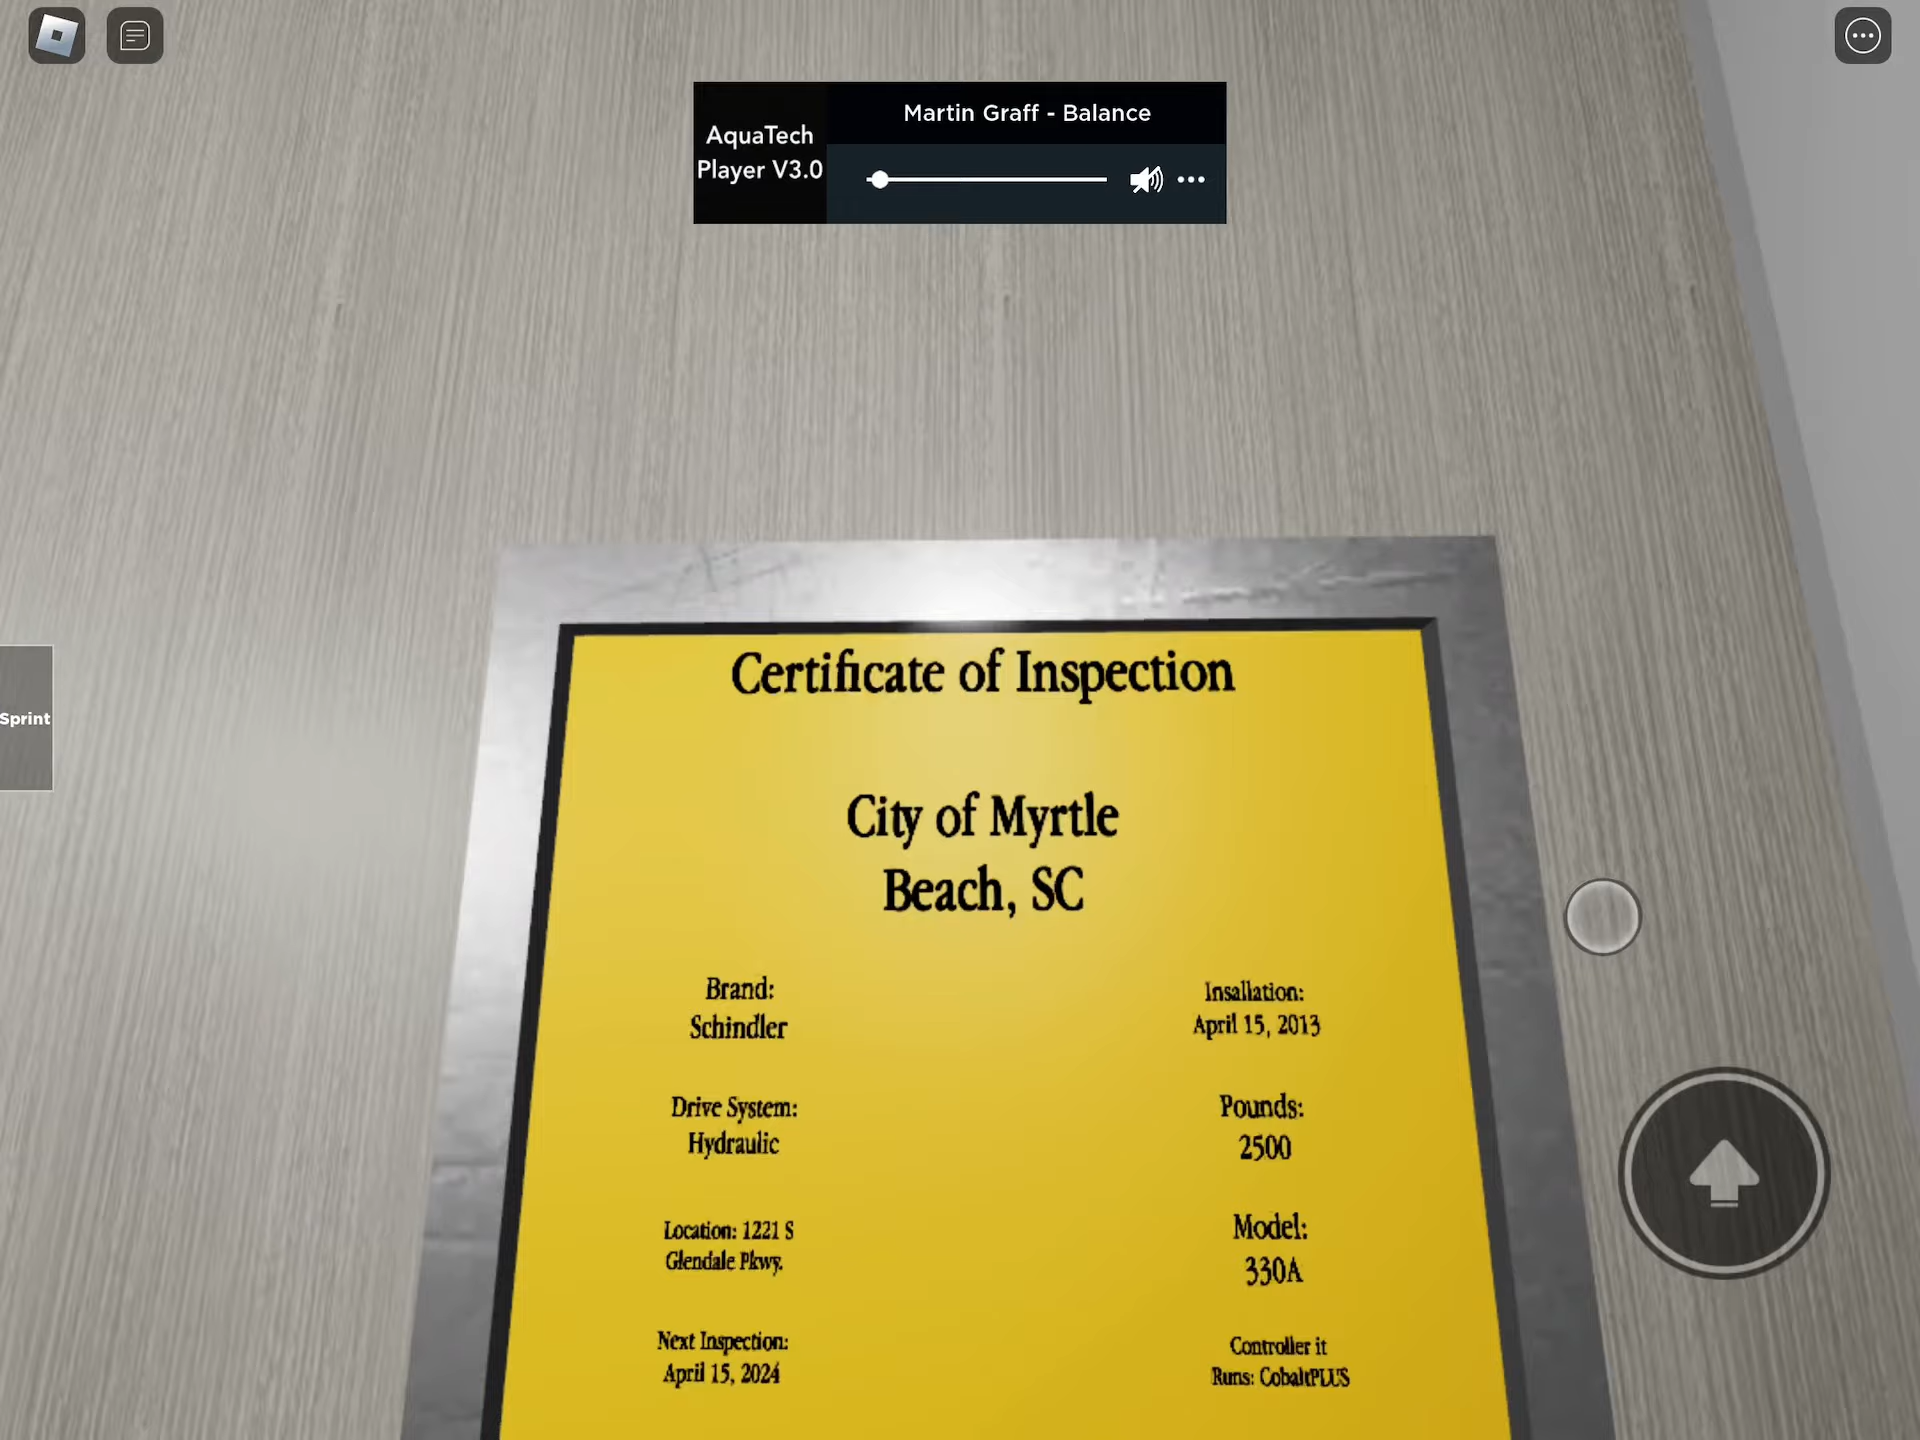 Martin Graff - Balance
AquaTech
Player V3.0
Sprint
Certificate of Inspection
City of Myrtle
Beach, SC
Brand:
Schindler
Insallation:
April 15, 2013
Drive System:
Hydraulic
Pounds:
2500
Location: 1221 S
Glendale Pkwy.
Model:
330A
Next Inspection:
April 15, 2024
Controller it
Runs: CobaltPLUS